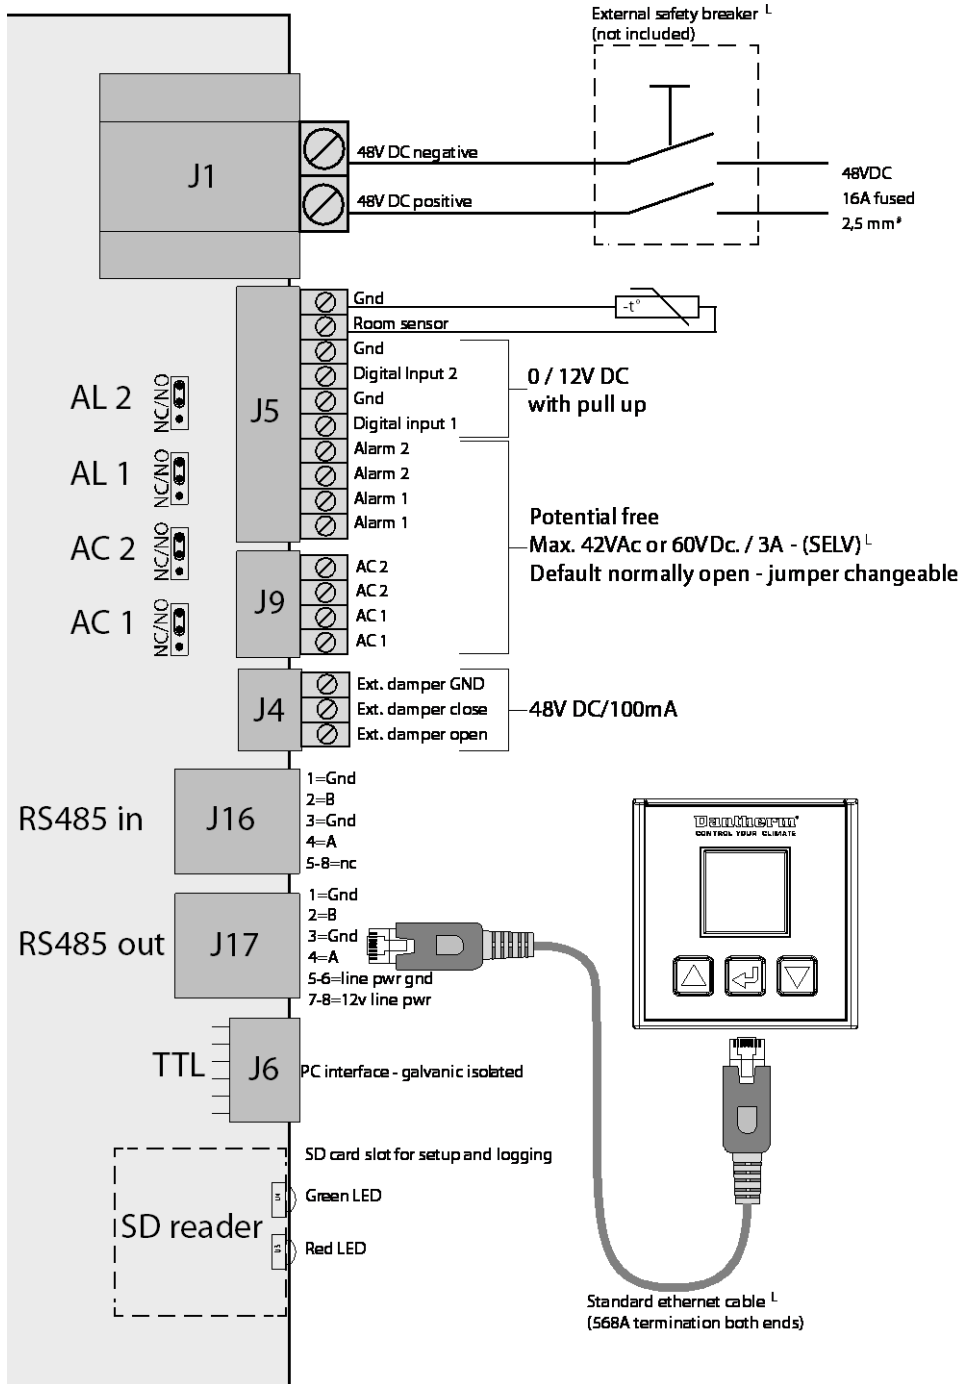 External safety breaker L
(not included)
J1
48V DC negative
48V DC positive
48VDC
16A fused
2,5 mm²
Gnd
Room sensor
-t°
Gnd
Digital Input 2
Gnd
Digital input 1
0 / 12V DC
with pull up
J5
Alarm 2
Alarm 2
Alarm 1
Alarm 1
AL 2
NC/NO
AL 1
NC/NO
AC 2
NC/NO
AC 1
NC/NO
Potential free
Max. 42VAc or 60VDc. / 3A - (SELV) L
Default normally open - jumper changeable
J9
AC 2
AC 2
AC 1
AC 1
J4
Ext. damper GND
Ext. damper close
Ext. damper open
48V DC/100mA
RS485 in
J16
1=Gnd
2=B
3=Gnd
4=A
5-8=nc
RS485 out
J17
1=Gnd
2=B
3=Gnd
4=A
5-6=line pwr gnd
7-8=12v line pwr
Dantherm
CONTROL YOUR CLIMATE
TTL
J6
PC interface - galvanic isolated
SD card slot for setup and logging
SD reader
Green LED
Red LED
Standard ethernet cable L
(568A termination both ends)